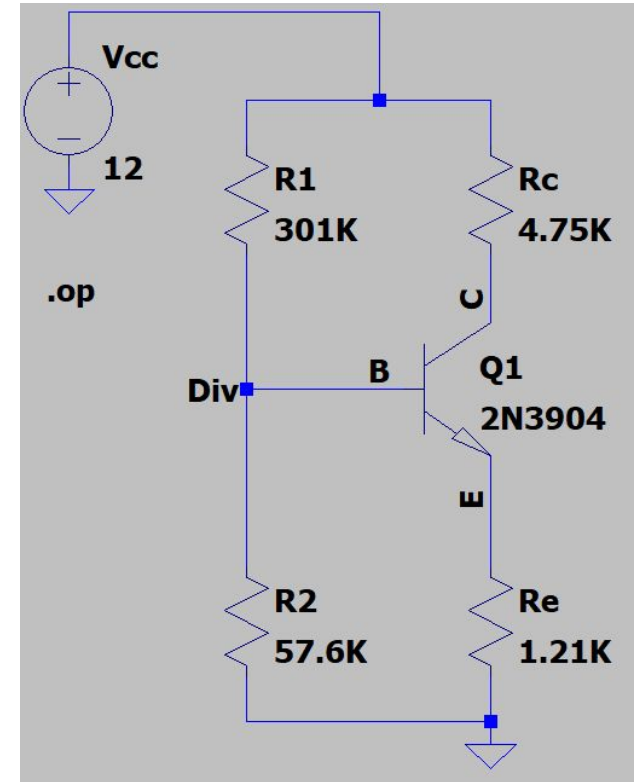 Vcc
12
.op
R1
301K
Rc
4.75K
C
Div
B
Q1
2N3904
E
R2
57.6K
Re
1.21K